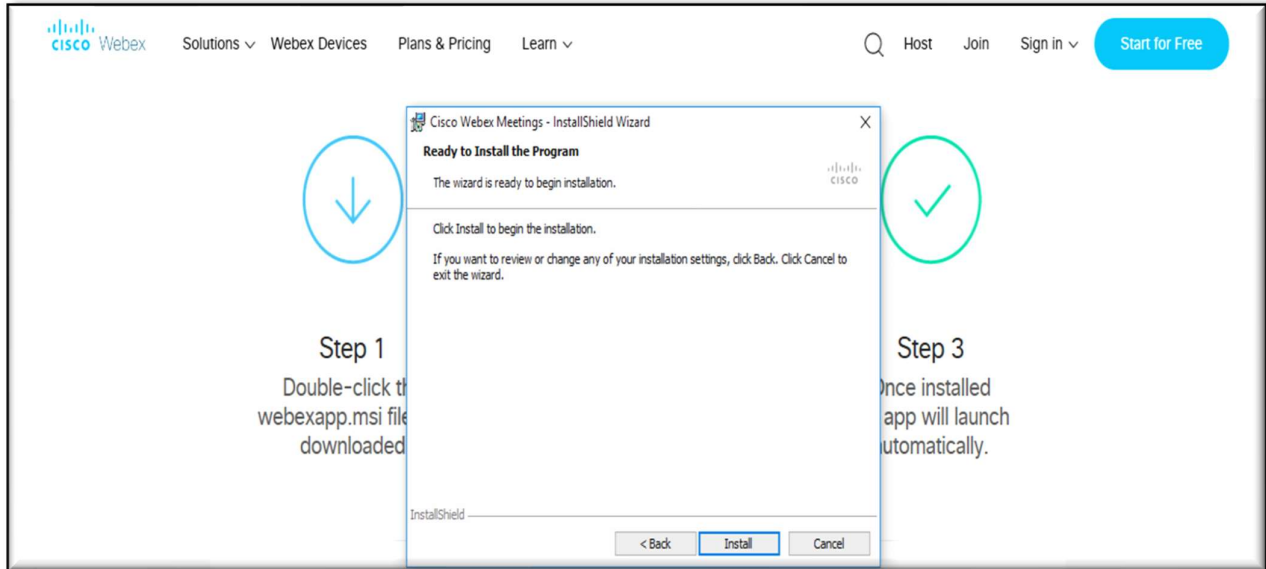 CISCO Webex Solutions Webex Devices Plans & Pricing Learn Host Join Sign in Start for Free
Cisco Webex Meetings - InstallShield Wizard X
Ready to Install the Program
The wizard is ready to begin installation.
CISCO
Click Install to begin the installation.
If you want to review or change any of your installation settings, click Back. Click Cancel to
exit the wizard.
Step 1
Double-click
webexapp.msi
downloaded
InstallShield
< Back Install Cancel
Step 3
installed
app will launch